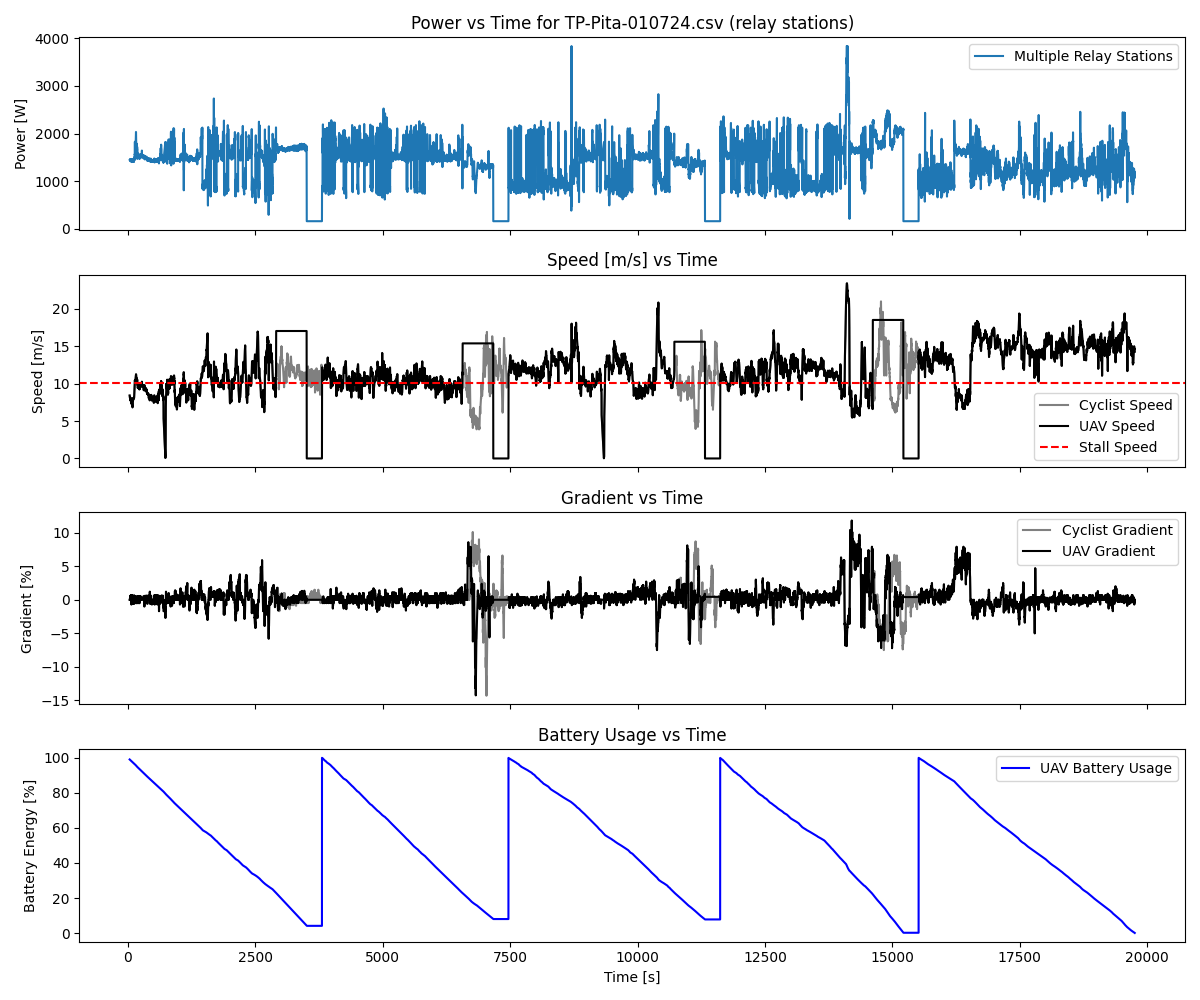 Power vs Time for TP-Pita-010724.csv (relay stations)
4000
3000
2000
1000
0
Power [W]
Multiple Relay Stations
Speed [m/s] vs Time
20
15
10
5
0
Speed [m/s]
Cyclist Speed
UAV Speed
Stall Speed
Gradient vs Time
10
5
0
−5
−10
−15
Gradient [%]
Cyclist Gradient
UAV Gradient
Battery Usage vs Time
100
80
60
40
20
0
Battery Energy [%]
UAV Battery Usage
0 2500 5000 7500 10000 12500 15000 17500 20000
Time [s]